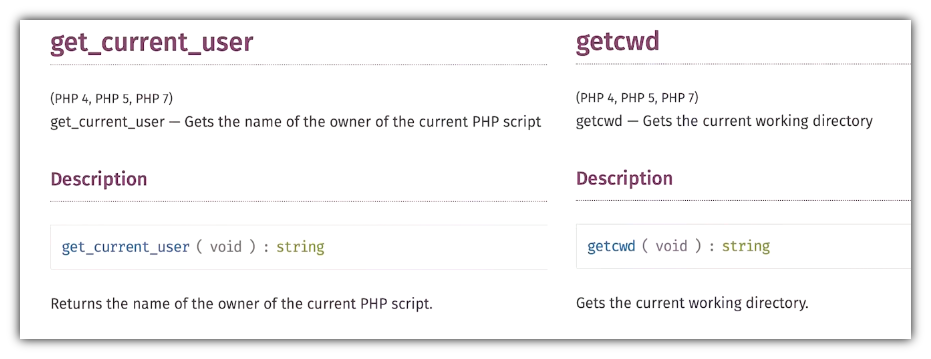 get_current_user
(PHP 4, PHP 5, PHP 7)
get_current_user — Gets the name of the owner of the current PHP script
Description
get_current_user ( void ) : string
Returns the name of the owner of the current PHP script.
getcwd
(PHP 4, PHP 5, PHP 7)
getcwd — Gets the current working directory
Description
getcwd ( void ) : string
Gets the current working directory.